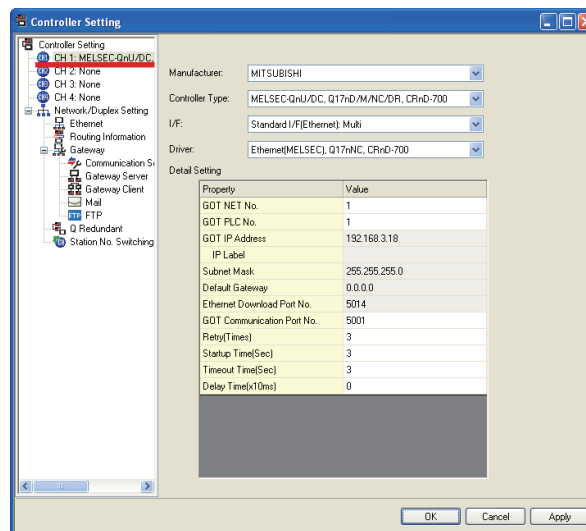 Controller Setting
Controller Setting
CH 1: MELSEC-QnU/DC,
CH 2: None
CH 3: None
CH 4: None
Network/Duplex Setting
Ethernet
Routing Information
Gateway
Communication S
Gateway Server
Gateway Client
Mail
FTP FTP
Q Redundant
Station No. Switching
Manufacturer: MITSUBISHI
Controller Type: MELSEC-QnU/DC, Q17nD/M/NC/DR, CRnD-700
I/F: Standard I/F(Ethernet): Multi
Driver: Ethernet(MELSEC), Q17nNC, CRnD-700
Detail Setting
Property Value
GOT NET No. 1
GOT PLC No. 1
GOT IP Address 192.168.3.18
IP Label
Subnet Mask 255.255.255.0
Default Gateway 0.0.0.0
Ethernet Download Port No. 5014
GOT Communication Port No. 5001
Retry(Times) 3
Startup Time(Sec) 3
Timeout Time(Sec) 3
Delay Time(x10ms) 0
OK Cancel Apply